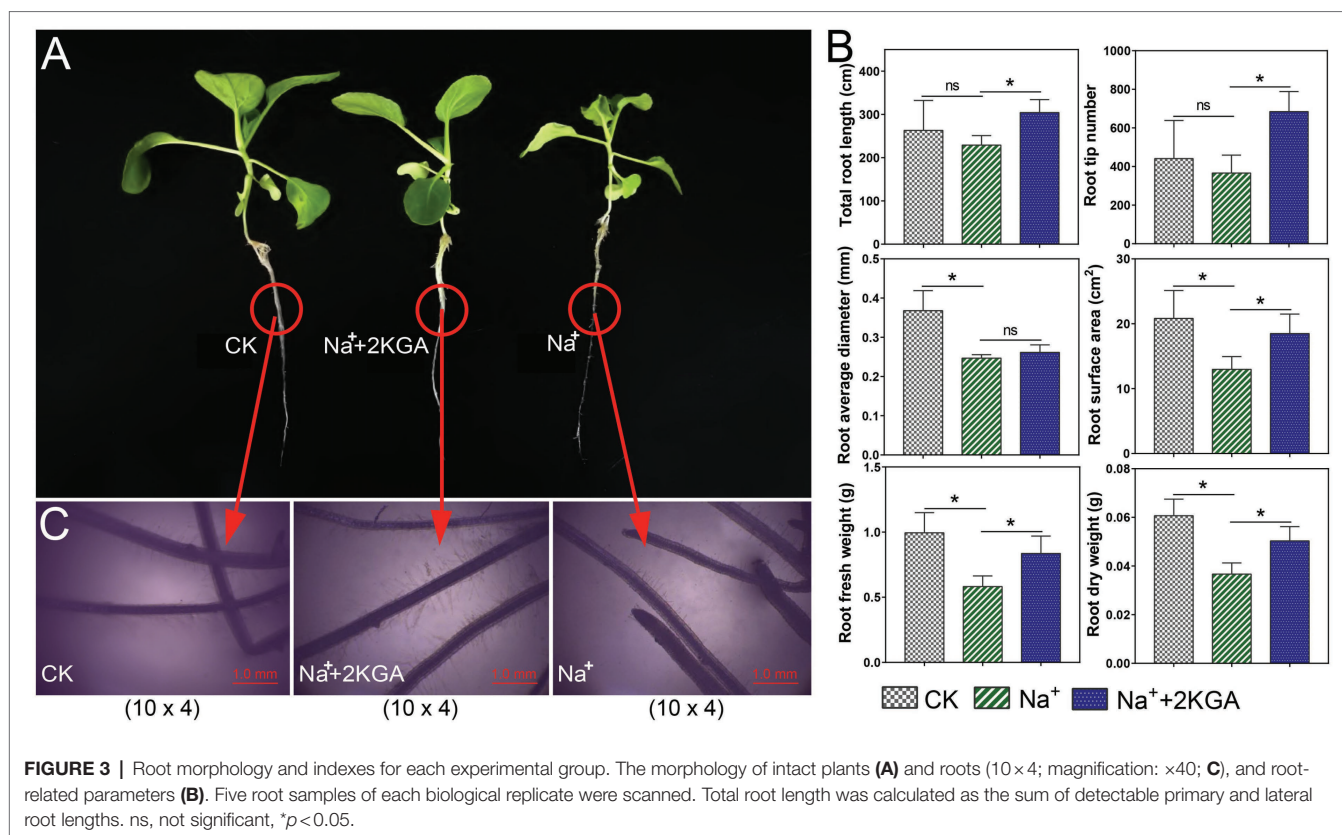 A
CK
Na⁺+2KGA
Na⁺
C
CK
1.0 mm
Na⁺+2KGA
1.0 mm
Na⁺
1.0 mm
(10 x 4)
(10 x 4)
(10 x 4)
B
Total root length (cm)
400
300
200
100
0
ns
*
Root tip number
1000
800
600
400
200
0
ns
*
Root average diameter (mm)
0.5
0.4
0.3
0.2
0.1
0.0
*
ns
Root surface area (cm²)
30
20
10
0
*
*
Root fresh weight (g)
1.5
1.0
0.5
0.0
*
*
Root dry weight (g)
0.08
0.06
0.04
0.02
0.00
*
*
CK Na⁺ Na⁺+2KGA
FIGURE 3 | Root morphology and indexes for each experimental group. The morphology of intact plants (A) and roots (10 × 4; magnification: ×40; C), and root-
related parameters (B). Five root samples of each biological replicate were scanned. Total root length was calculated as the sum of detectable primary and lateral
root lengths. ns, not significant, *p < 0.05.